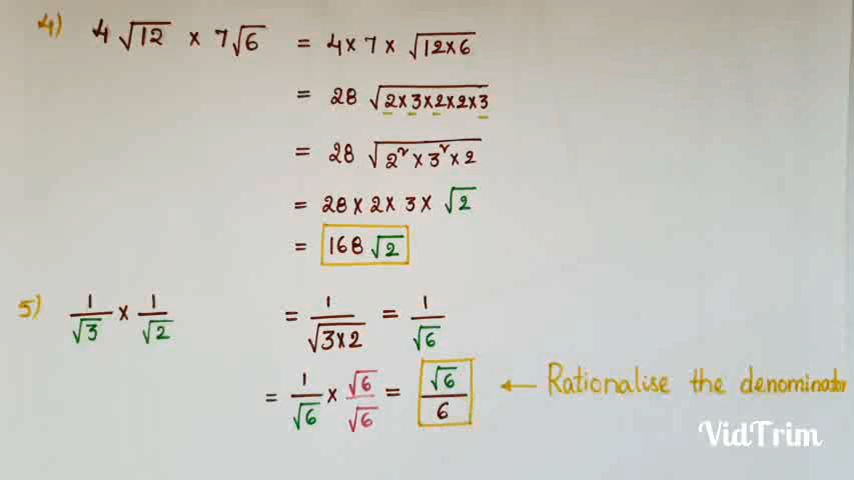 4) 4√12 × 7√6 = 4 × 7 × √(12 × 6)
= 28 √(2 × 3 × 2 × 2 × 3)
= 28 √(2² × 3² × 2)
= 28 × 2 × 3 × √2
= 168 √2
5) 1/√3 × 1/√2 = 1/√(3×2) = 1/√6
= 1/√6 × √6/√6 = √6/6 ← Rationalise the denominator
VidTrim